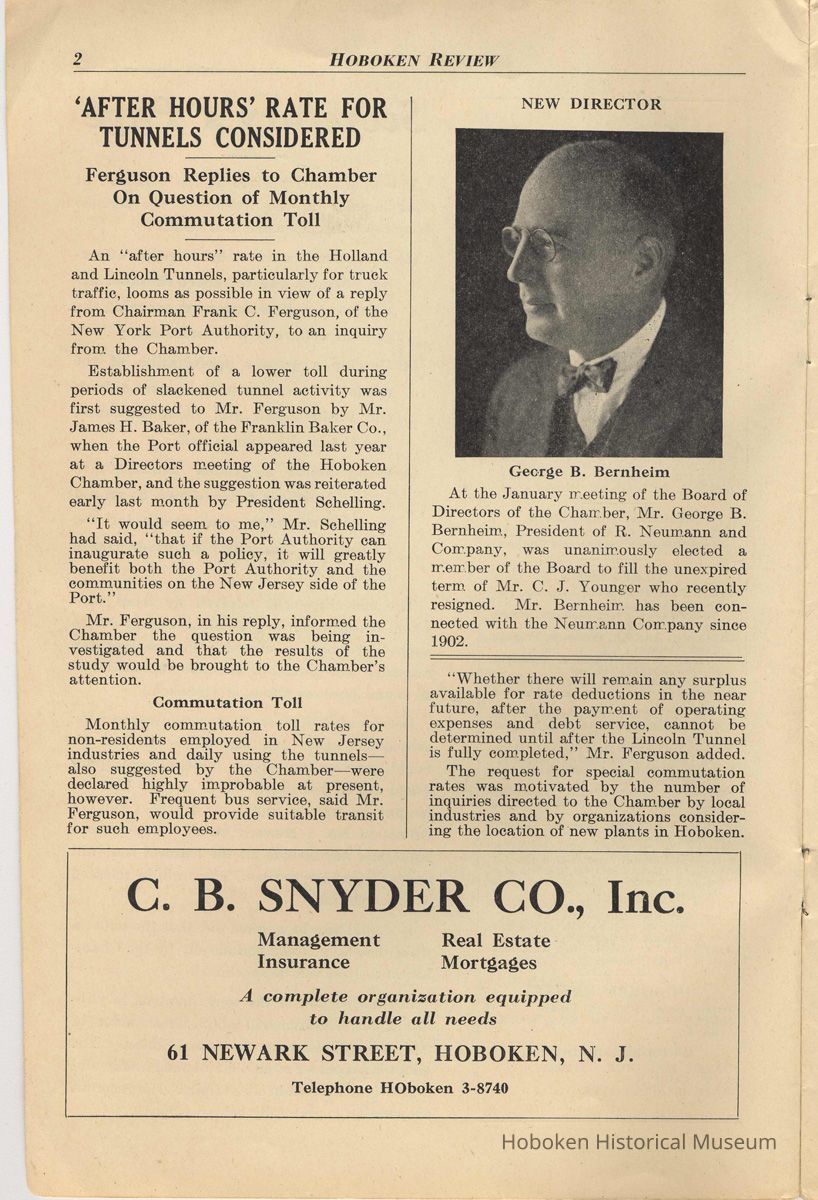 2
HOBOKEN REVIEW
‘AFTER HOURS’ RATE FOR
TUNNELS CONSIDERED
Ferguson Replies to Chamber
On Question of Monthly
Commutation Toll
An “after hours” rate in the Holland
and Lincoln Tunnels, particularly for truck
traffic, looms as possible in view of a reply
from Chairman Frank C. Ferguson, of the
New York Port Authority, to an inquiry
from the Chamber.
Establishment of a lower toll during
periods of slackened tunnel activity was
first suggested to Mr. Ferguson by Mr.
James H. Baker, of the Franklin Baker Co.,
when the Port official appeared last year
at a Directors meeting of the Hoboken
Chamber, and the suggestion was reiterated
early last month by President Schelling.
“It would seem to me,” Mr. Schelling
had said, “that if the Port Authority can
inaugurate such a policy, it will greatly
benefit both the Port Authority and the
communities on the New Jersey side of the
Port.”
Mr. Ferguson, in his reply, informed the
Chamber the question was being in-
vestigated and that the results of the
study would be brought to the Chamber’s
attention.
Commutation Toll
Monthly commutation toll rates for
non-residents employed in New Jersey
industries and daily using the tunnels—
also suggested by the Chamber—were
declared highly improbable at present,
however. Frequent bus service, said Mr.
Ferguson, would provide suitable transit
for such employees.
NEW DIRECTOR
George B. Bernheim
At the January meeting of the Board of
Directors of the Chamber, Mr. George B.
Bernheim, President of R. Neumann and
Company, was unanimously elected a
member of the Board to fill the unexpired
term of Mr. C. J. Younger who recently
resigned. Mr. Bernheim has been con-
nected with the Neumann Company since
1902.
“Whether there will remain any surplus
available for rate deductions in the near
future, after the payment of operating
expenses and debt service, cannot be
determined until after the Lincoln Tunnel
is fully completed,” Mr. Ferguson added.
The request for special commutation
rates was motivated by the number of
inquiries directed to the Chamber by local
industries and by organizations consider-
ing the location of new plants in Hoboken.
C. B. SNYDER CO., Inc.
Management Real Estate
Insurance Mortgages
A complete organization equipped
to handle all needs
61 NEWARK STREET, HOBOKEN, N. J.
Telephone HOboken 3-8740
Hoboken Historical Museum